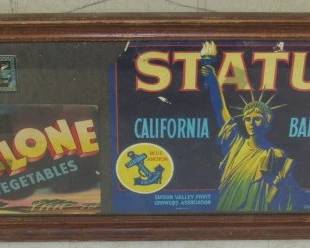 LONE
VEGETABLES
STATU
CALIFORNIA BA
BLUE
ANCHOR
SUISUN VALLEY FRUIT
GROWERS ASSOCIATION